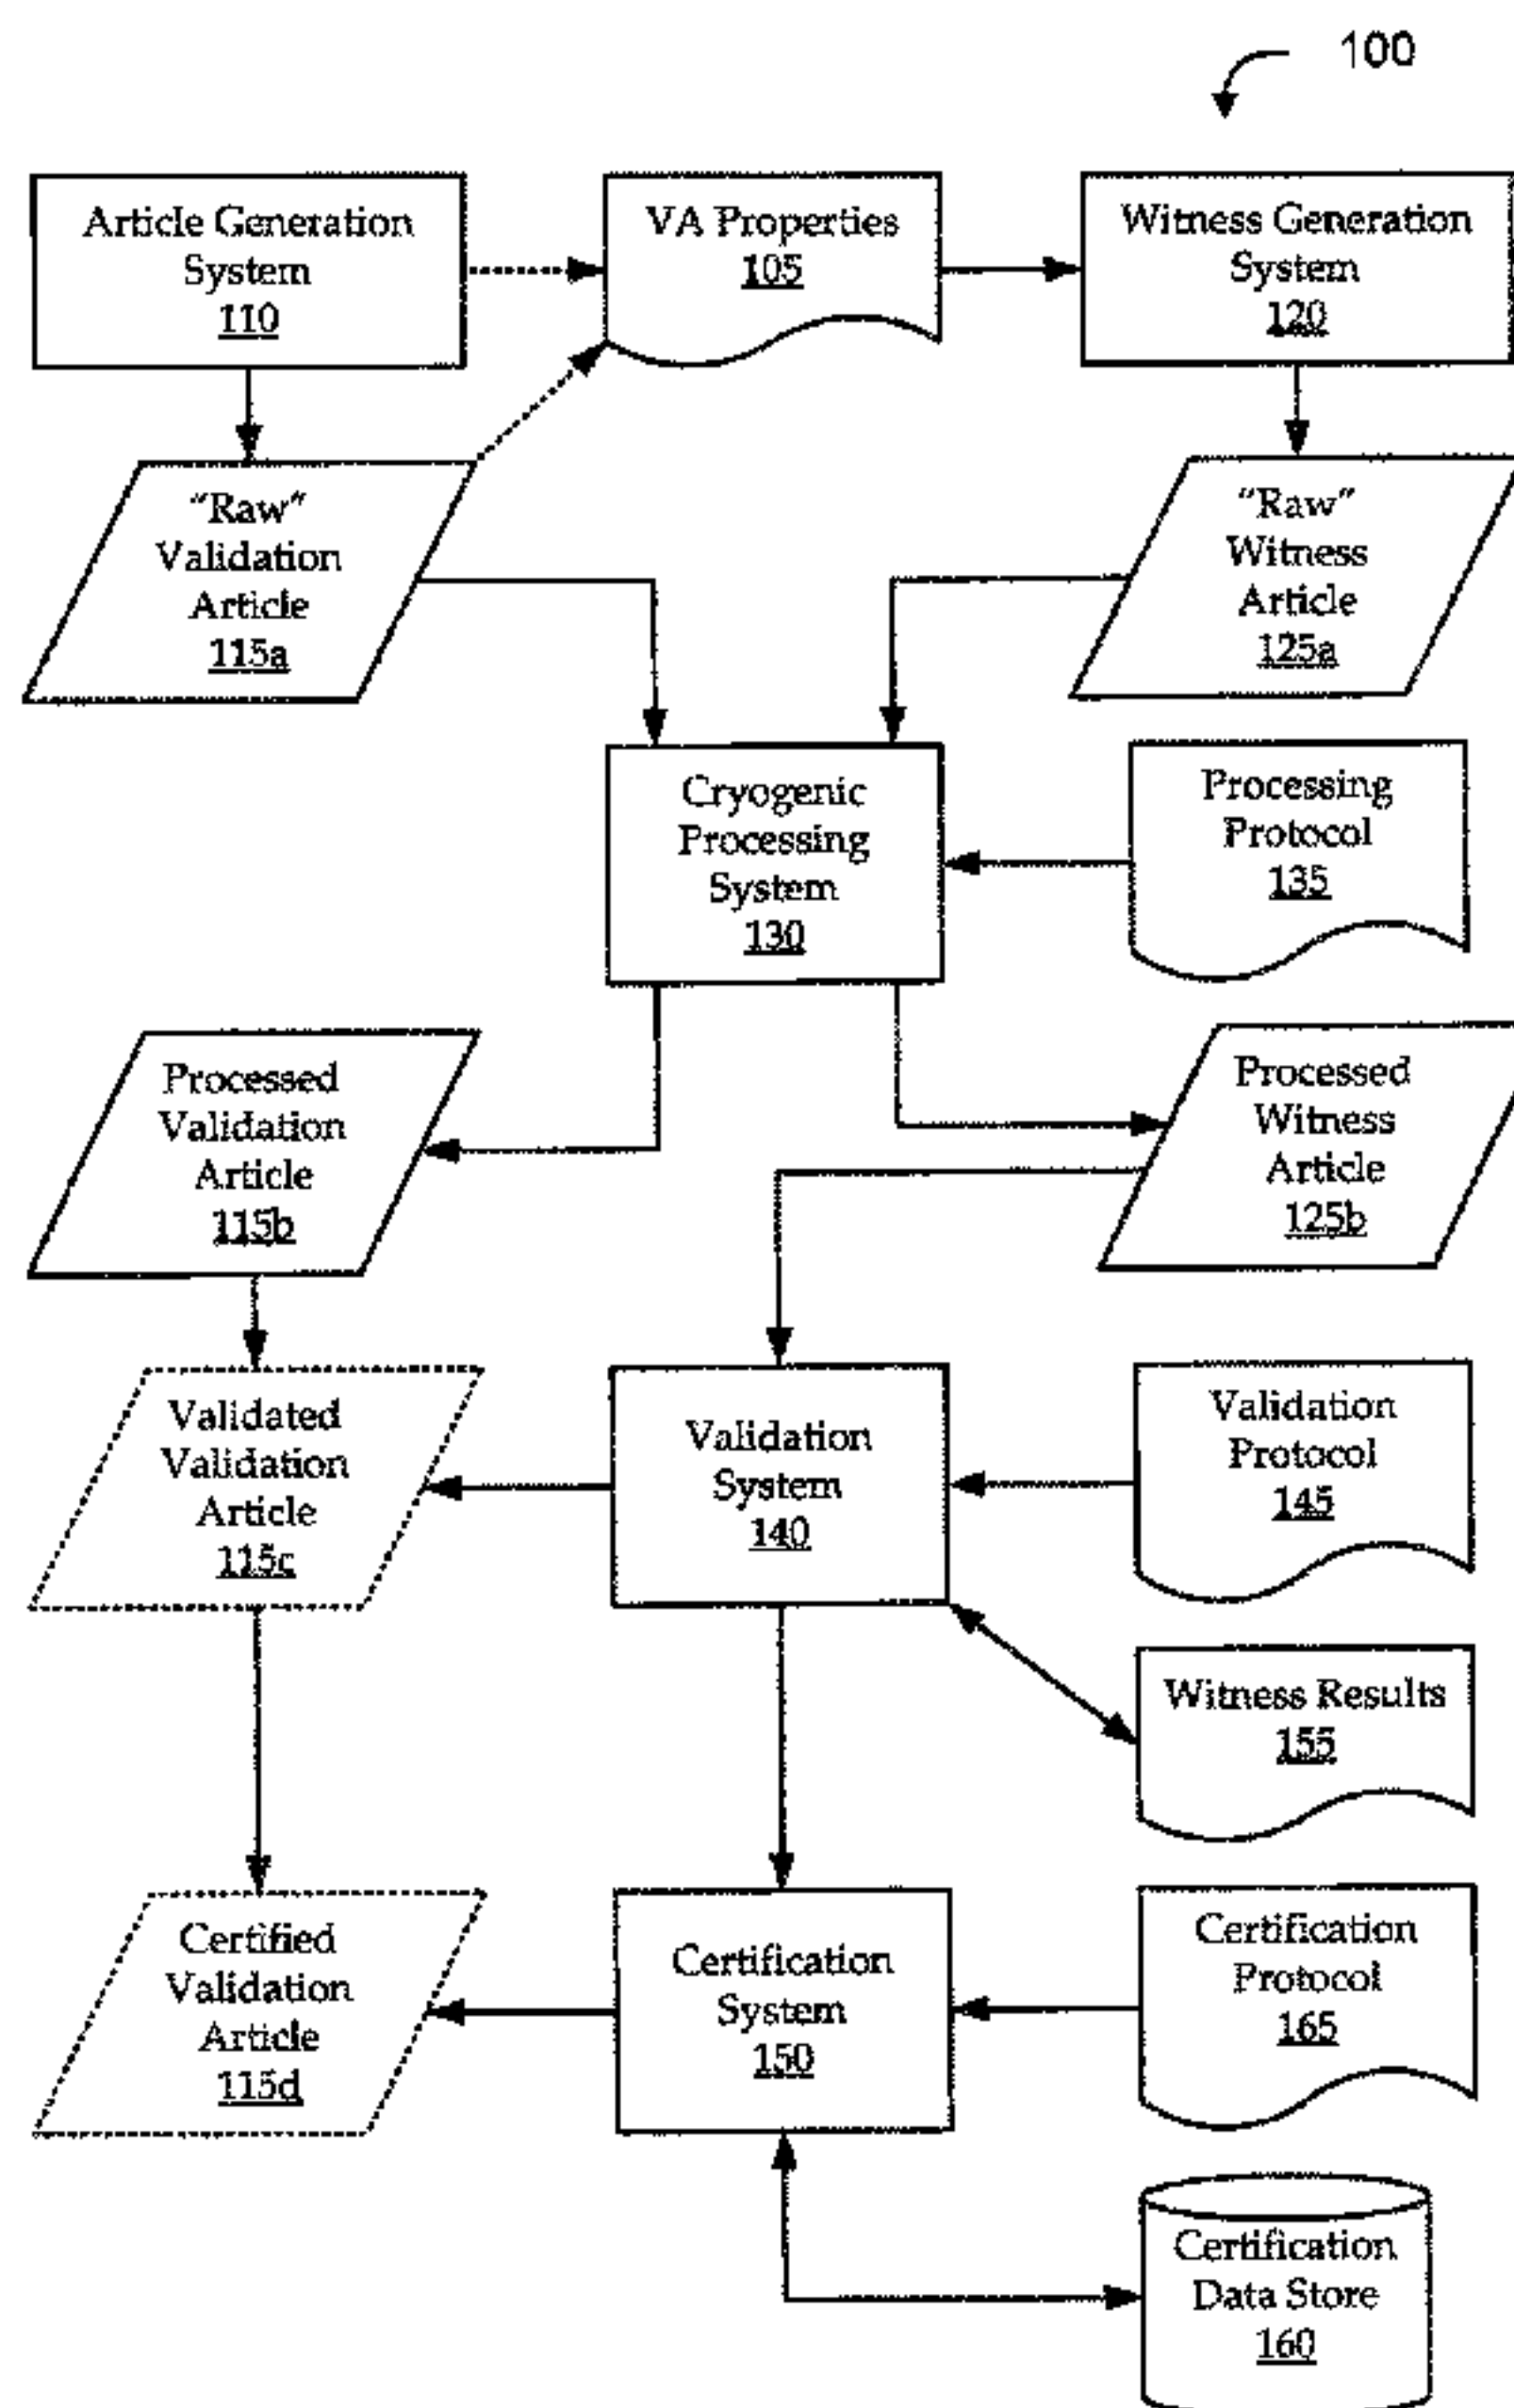 100
Article Generation
System
110
VA Properties
105
Witness Generation
System
120
"Raw"
Validation
Article
115a
"Raw"
Witness
Article
125a
Cryogenic
Processing
System
130
Processing
Protocol
135
Processed
Validation
Article
115b
Processed
Witness
Article
125b
Validated
Validation
Article
115c
Validation
System
140
Validation
Protocol
145
Witness Results
155
Certified
Validation
Article
115d
Certification
System
150
Certification
Protocol
165
Certification
Data Store
160